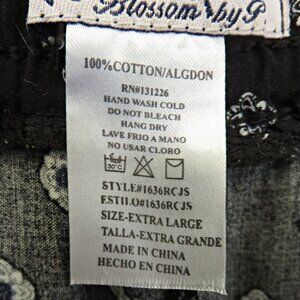 Blossom by P
100%COTTON/ALGDON
RN#131226
HAND WASH COLD
DO NOT BLEACH
HANG DRY
LAVE FRIO A MANO
NO USAR CLORO
30°C
STYLE#1636RCJS
ESTILO#1636RCJS
SIZE-EXTRA LARGE
TALLA-EXTRA GRANDE
MADE IN CHINA
HECHO EN CHINA